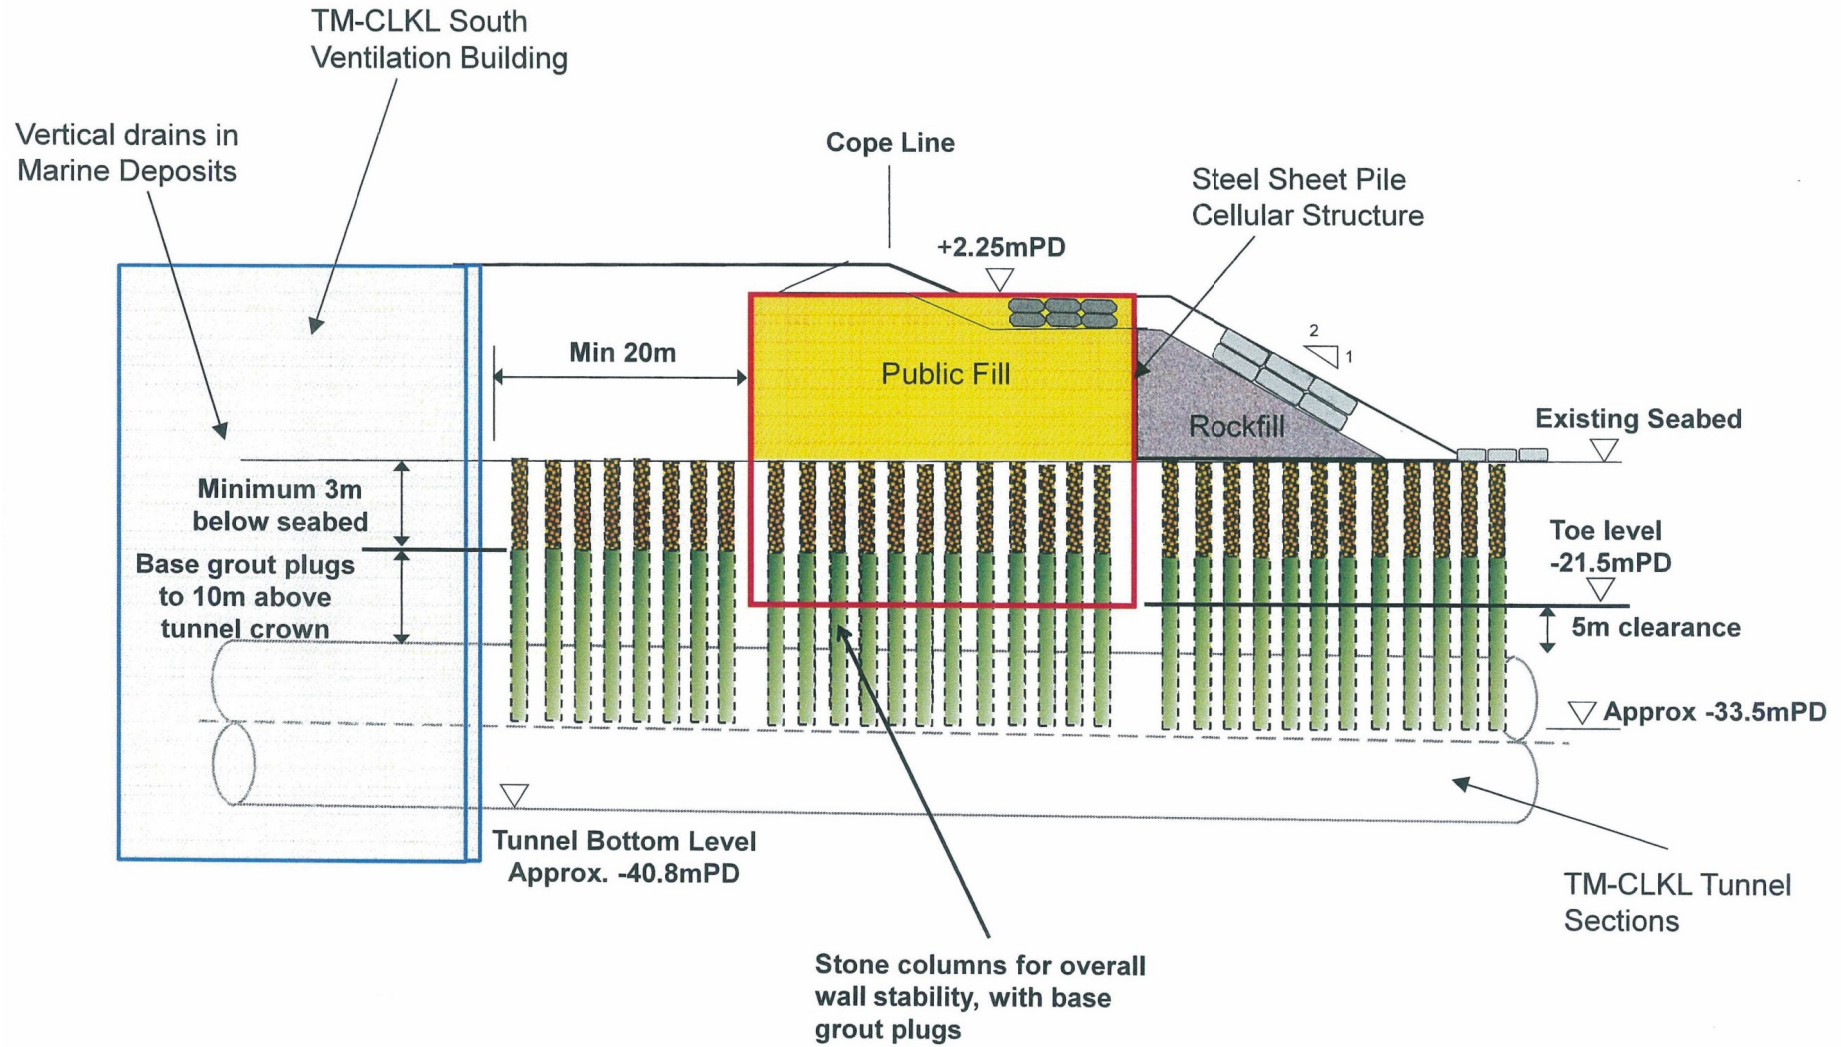 TM-CLKL South
Ventilation Building
Vertical drains in
Marine Deposits
Cope Line
Steel Sheet Pile
Cellular Structure
+2.25mPD
Min 20m
Public Fill
2
1
Rockfill
Existing Seabed
Minimum 3m
below seabed
Toe level
-21.5mPD
Base grout plugs
to 10m above
tunnel crown
5m clearance
Approx -33.5mPD
Tunnel Bottom Level
Approx. -40.8mPD
TM-CLKL Tunnel
Sections
Stone columns for overall
wall stability, with base
grout plugs